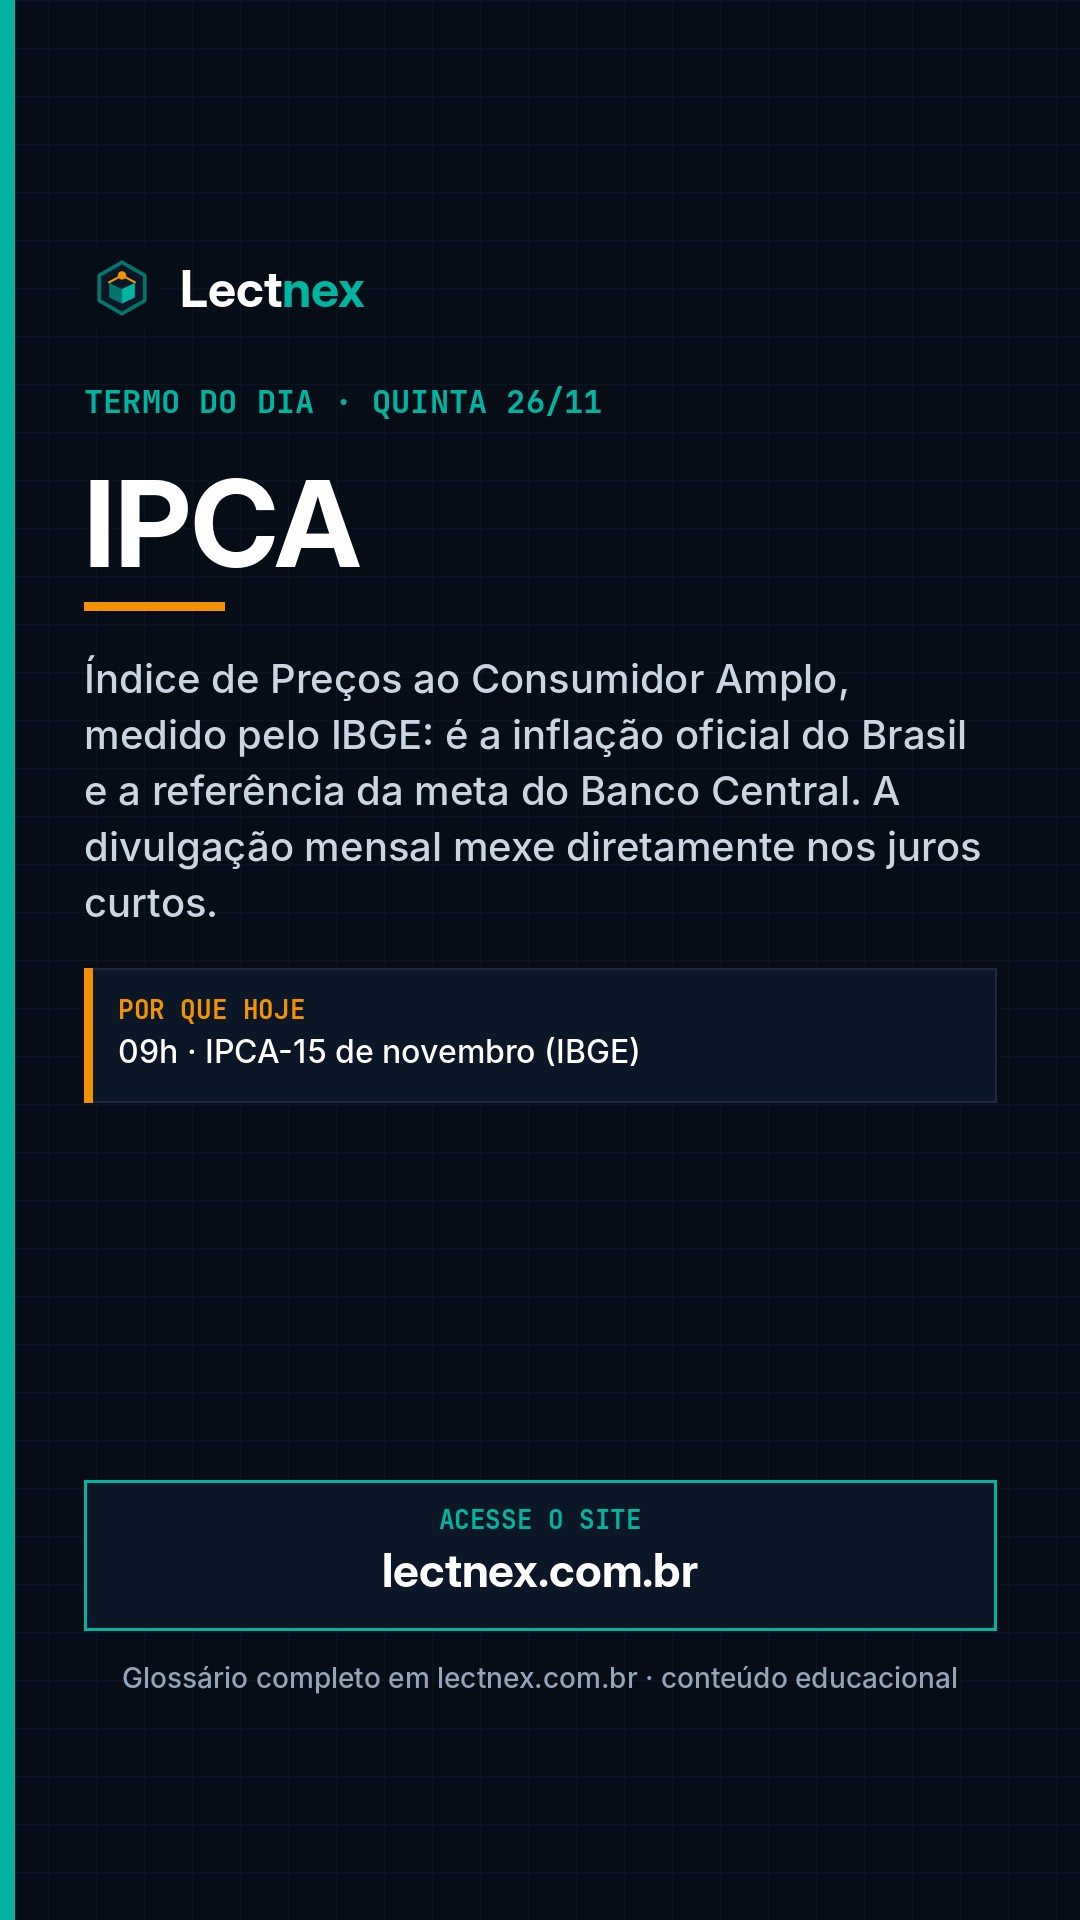 Lectnex
TERMO DO DIA · QUINTA 26/11
IPCA
Índice de Preços ao Consumidor Amplo,
medido pelo IBGE: é a inflação oficial do Brasil
e a referência da meta do Banco Central. A
divulgação mensal mexe diretamente nos juros
curtos.
POR QUE HOJE
09h · IPCA-15 de novembro (IBGE)
ACESSE O SITE
lectnex.com.br
Glossário completo em lectnex.com.br · conteúdo educacional